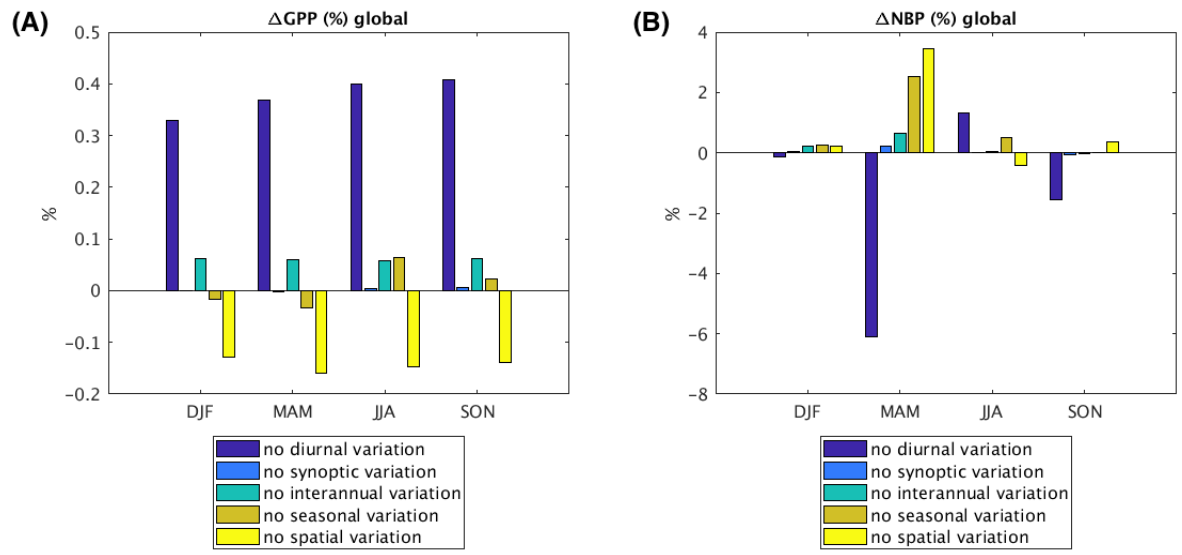 (A)
ΔGPP (%) global
0.5
0.4
0.3
0.2
0.1
0
−0.1
−0.2
%
DJF MAM JJA SON
no diurnal variation
no synoptic variation
no interannual variation
no seasonal variation
no spatial variation
(B)
ΔNBP (%) global
4
2
0
−2
−4
−6
−8
%
DJF MAM JJA SON
no diurnal variation
no synoptic variation
no interannual variation
no seasonal variation
no spatial variation